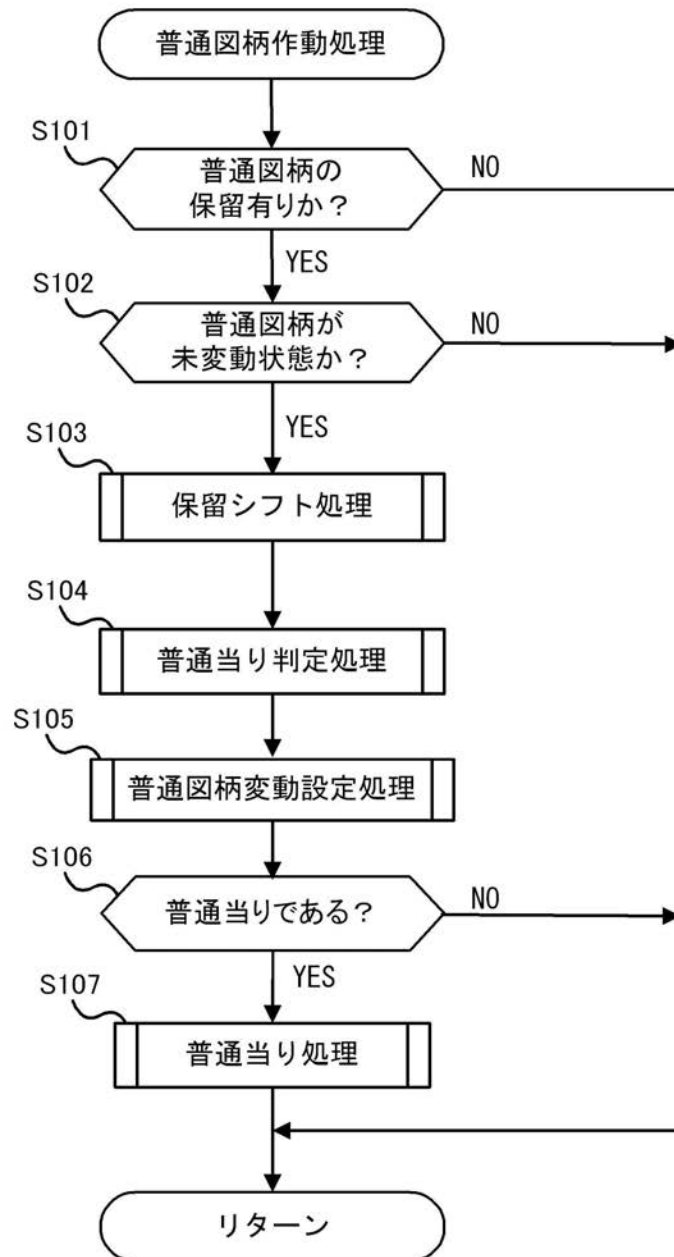 普通図柄作動処理
S101
普通図柄の
保留有りか？
NO
YES
S102
普通図柄が
未変動状態か？
NO
YES
S103
保留シフト処理
S104
普通当り判定処理
S105
普通図柄変動設定処理
S106
普通当りである？
NO
YES
S107
普通当り処理
リターン